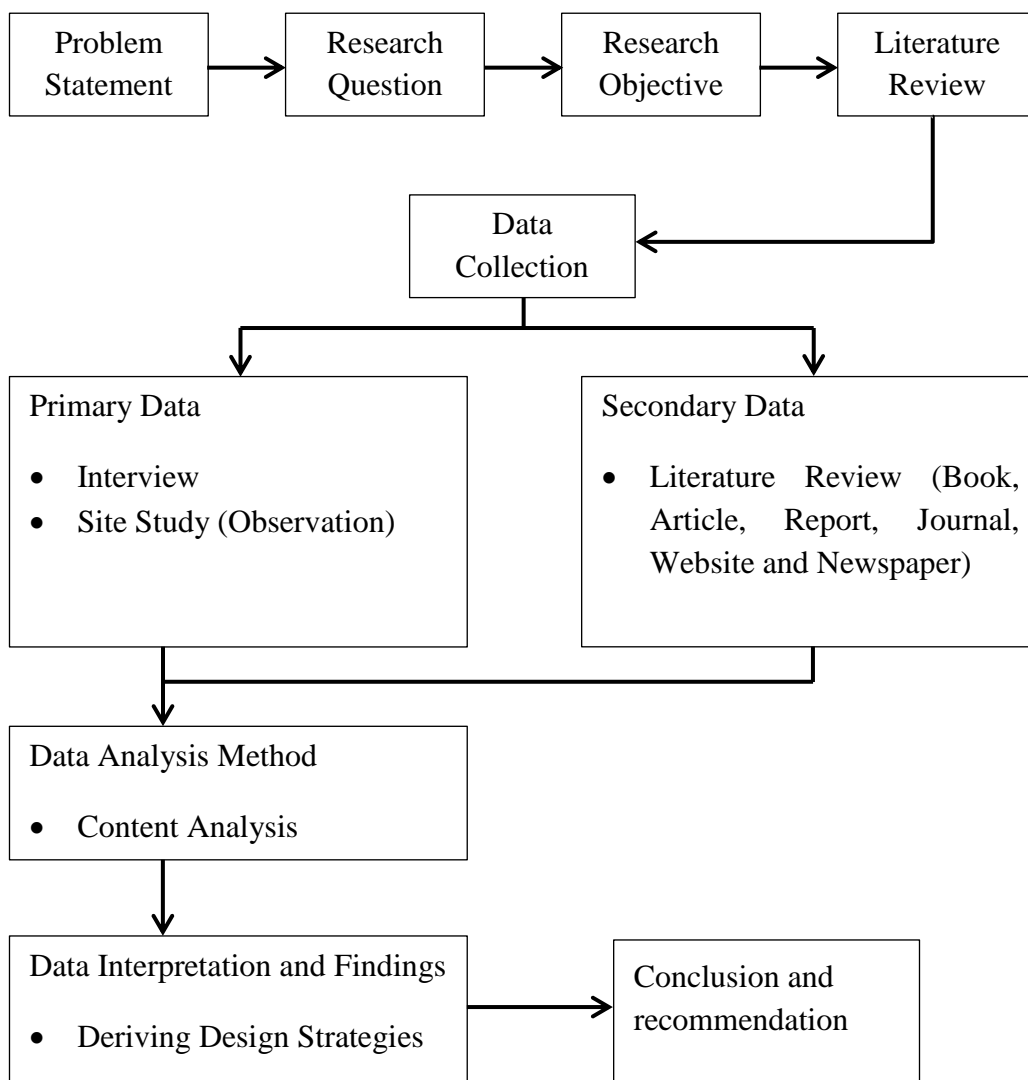 Problem
Statement
Research
Question
Research
Objective
Literature
Review
Data
Collection
Primary Data
• Interview
• Site Study (Observation)
Secondary Data
• Literature Review (Book,
Article, Report, Journal,
Website and Newspaper)
Data Analysis Method
• Content Analysis
Data Interpretation and Findings
• Deriving Design Strategies
Conclusion and
recommendation